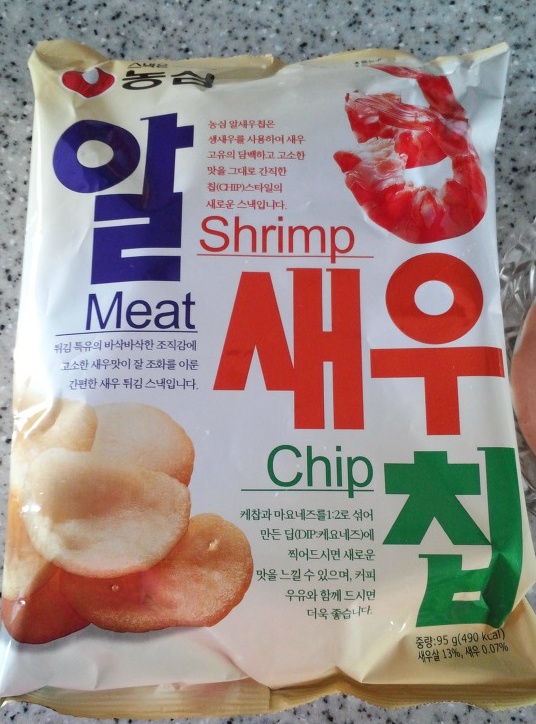 스낵은
농심
알
농심 알새우칩은
생새우를 사용하여 새우
고유의 담백하고 고소한
맛을 그대로 간직한
칩(CHIP)스타일의
새로운 스낵입니다.
Shrimp
새우
Meat
튀김 특유의 바삭바삭한 조직감에
고소한 새우맛이 잘 조화를 이룬
간편한 새우 튀김 스낵입니다.
Chip
칩
케찹과 마요네즈를1:2로 섞어
만든 딥(DIP:케요네즈)에
찍어드시면 새로운
맛을 느낄 수 있으며, 커피
우유와 함께 드시면
더욱 좋습니다.
중량:95 g(490 kcal)
새우살 13%, 새우 0.07%